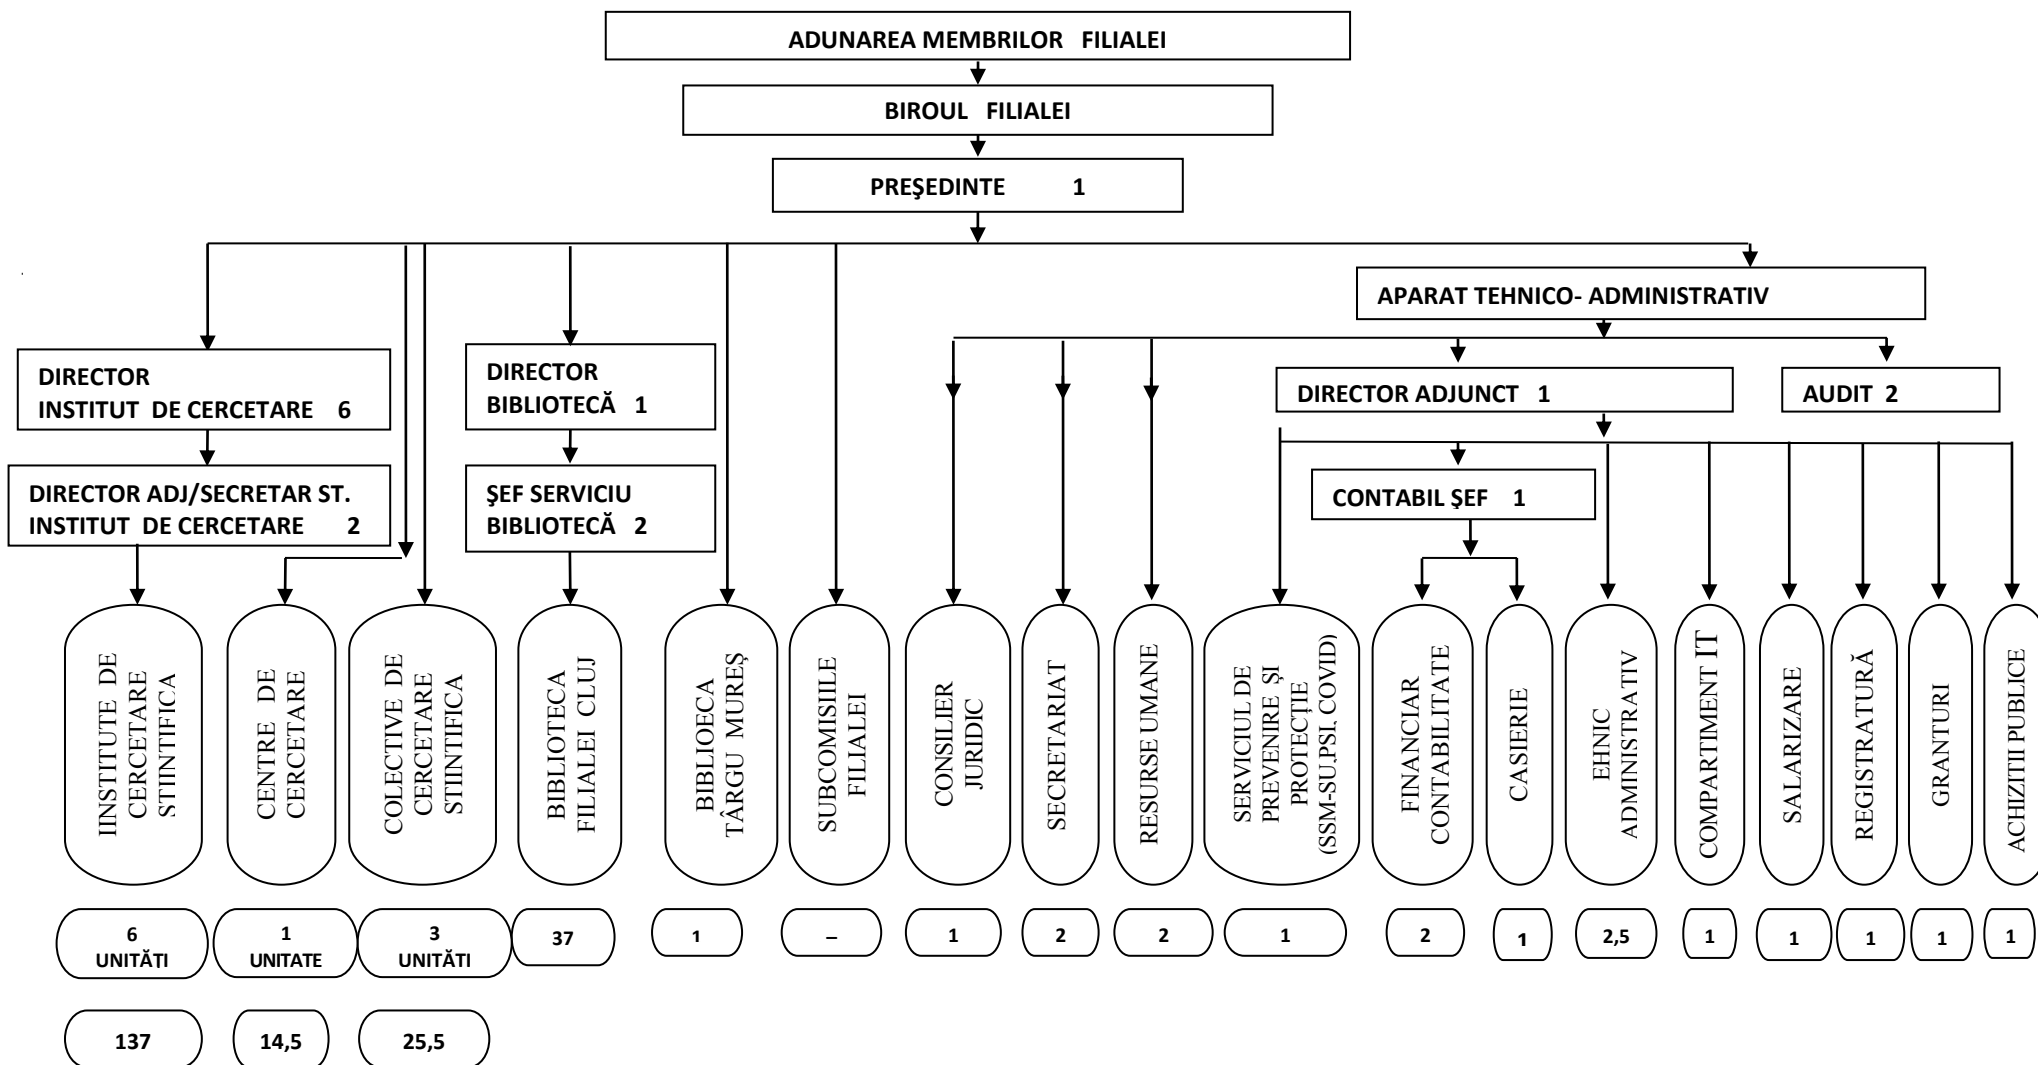 ADUNAREA MEMBRILOR FILIALEI
BIROUL FILIALEI
PREŞEDINTE 1
APARAT TEHNICO- ADMINISTRATIV
DIRECTOR
INSTITUT DE CERCETARE 6
DIRECTOR
BIBLIOTECĂ 1
DIRECTOR ADJUNCT 1
AUDIT 2
DIRECTOR ADJ/SECRETAR ST.
INSTITUT DE CERCETARE 2
ŞEF SERVICIU
BIBLIOTECĂ 2
CONTABIL ŞEF 1
IINSTITUTE DE
CERCETARE
STIINTIFICA
CENTRE DE
CERCETARE
COLECTIVE DE
CERCETARE
STIINTIFICA
BIBLIOTECA
FILIALEI CLUJ
BIBLIOECA
TÂRGU MUREŞ
SUBCOMISIILE
FILIALEI
CONSILIER
JURIDIC
SECRETARIAT
RESURSE UMANE
SERVICIUL DE
PREVENIRE ȘI
PROTECȚIE
(SSM-SU,PSI, COVID)
FINANCIAR
CONTABILITATE
CASIERIE
EHNIC
ADMINISTRATIV
COMPARTIMENT IT
SALARIZARE
REGISTRATURĂ
GRANTURI
ACHIZITII PUBLICE
6
UNITĂTI
1
UNITATE
3
UNITĂTI
37
1
–
1
2
2
1
2
1
2,5
1
1
1
1
1
137
14,5
25,5